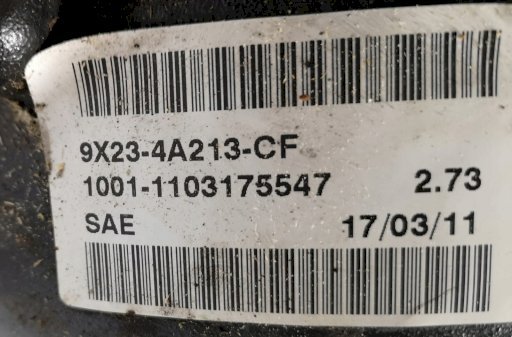 9X23-4A213-CF
1001-1103175547 2.73
SAE 17/03/11